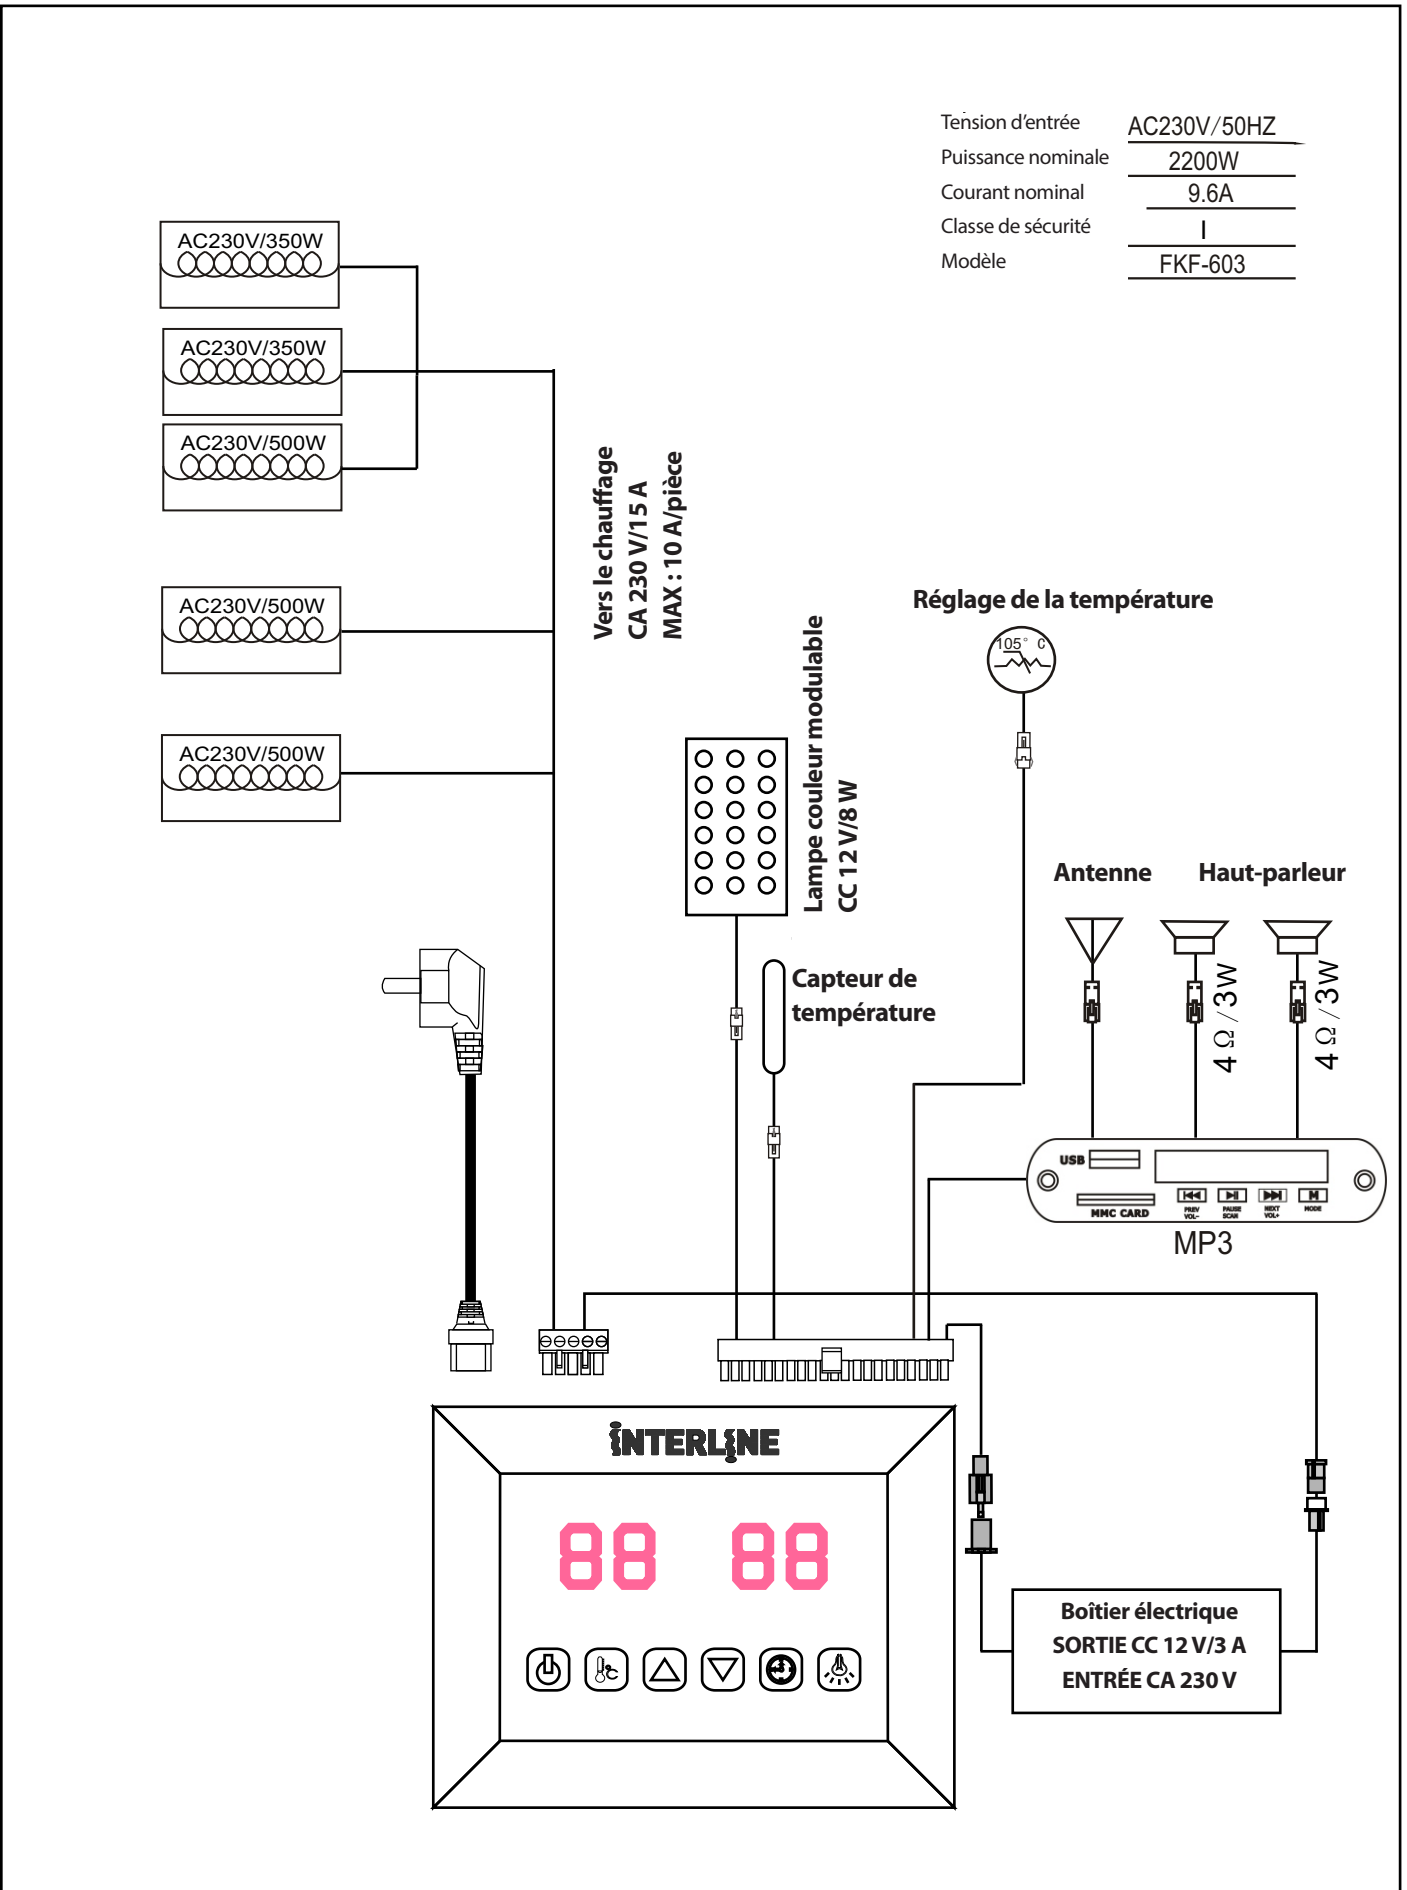 Tension d'entrée AC230V/50HZ
Puissance nominale 2200W
Courant nominal 9.6A
Classe de sécurité I
Modèle FKF-603
AC230V/350W
AC230V/350W
AC230V/500W
AC230V/500W
AC230V/500W
Vers le chauffage
CA 230 V/15 A
MAX : 10 A/pièce
Lampe couleur modulable
CC 12 V/8 W
Réglage de la température
105° C
Capteur de
température
Antenne
Haut-parleur
4 Ω/3W
4 Ω/3W
USB
MMC CARD
PREV
VOL-
PAUSE
SCAN
NEXT
VOL+
M
MODE
MP3
INTERLINE
88 88
°C
Boîtier électrique
SORTIE CC 12 V/3 A
ENTRÉE CA 230 V